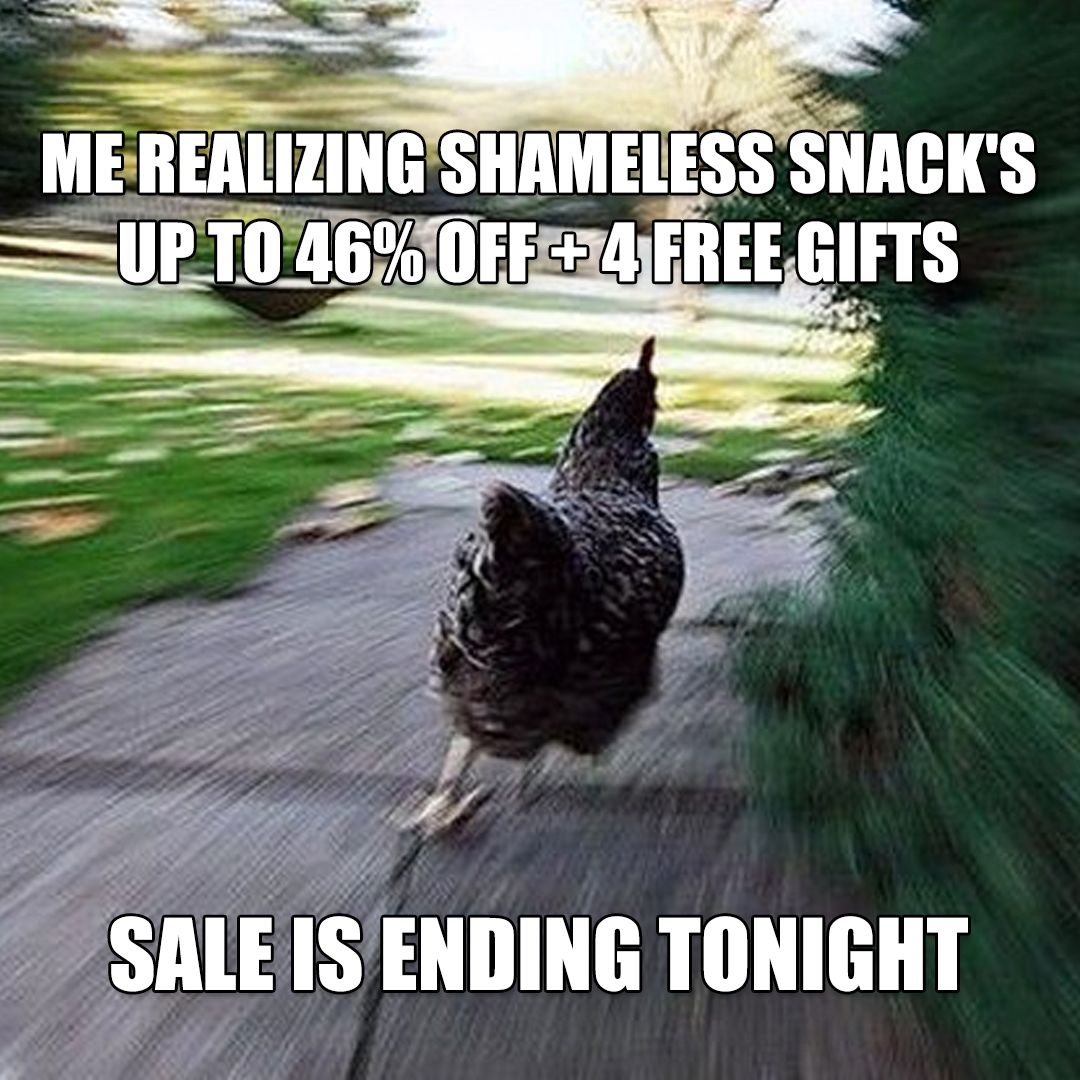 ME REALIZING SHAMELESS SNACK'S
UP TO 46% OFF + 4 FREE GIFTS
SALE IS ENDING TONIGHT